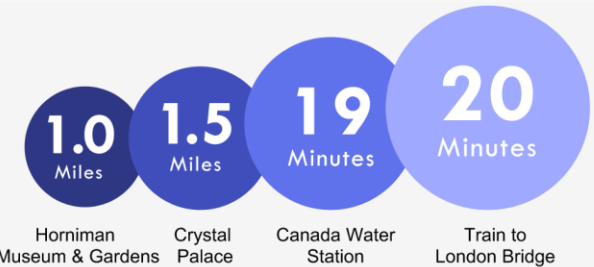 1.0
Miles
1.5
Miles
19
Minutes
20
Minutes
Horniman
Museum & Gardens
Crystal
Palace
Canada Water
Station
Train to
London Bridge